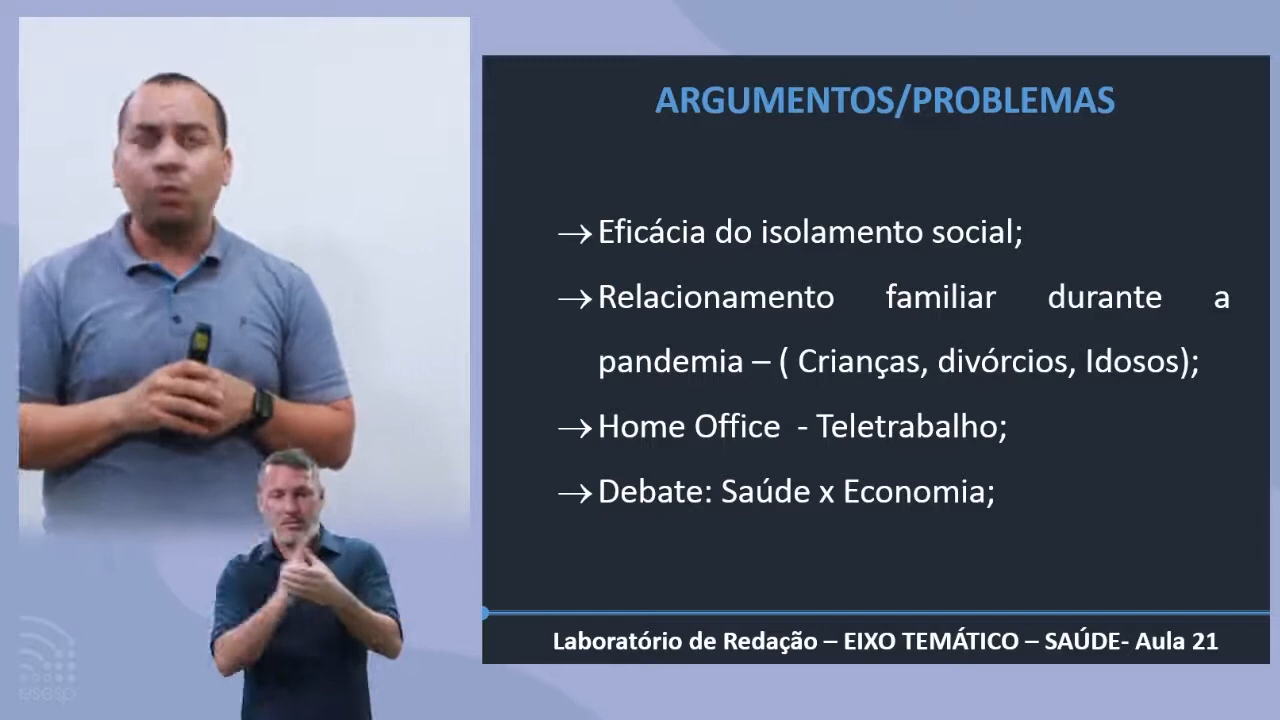 ARGUMENTOS/PROBLEMAS
→Eficácia do isolamento social;
→Relacionamento familiar durante a
pandemia – ( Crianças, divórcios, Idosos);
→Home Office - Teletrabalho;
→Debate: Saúde x Economia;
Laboratório de Redação – EIXO TEMÁTICO – SAÚDE- Aula 21
esesp